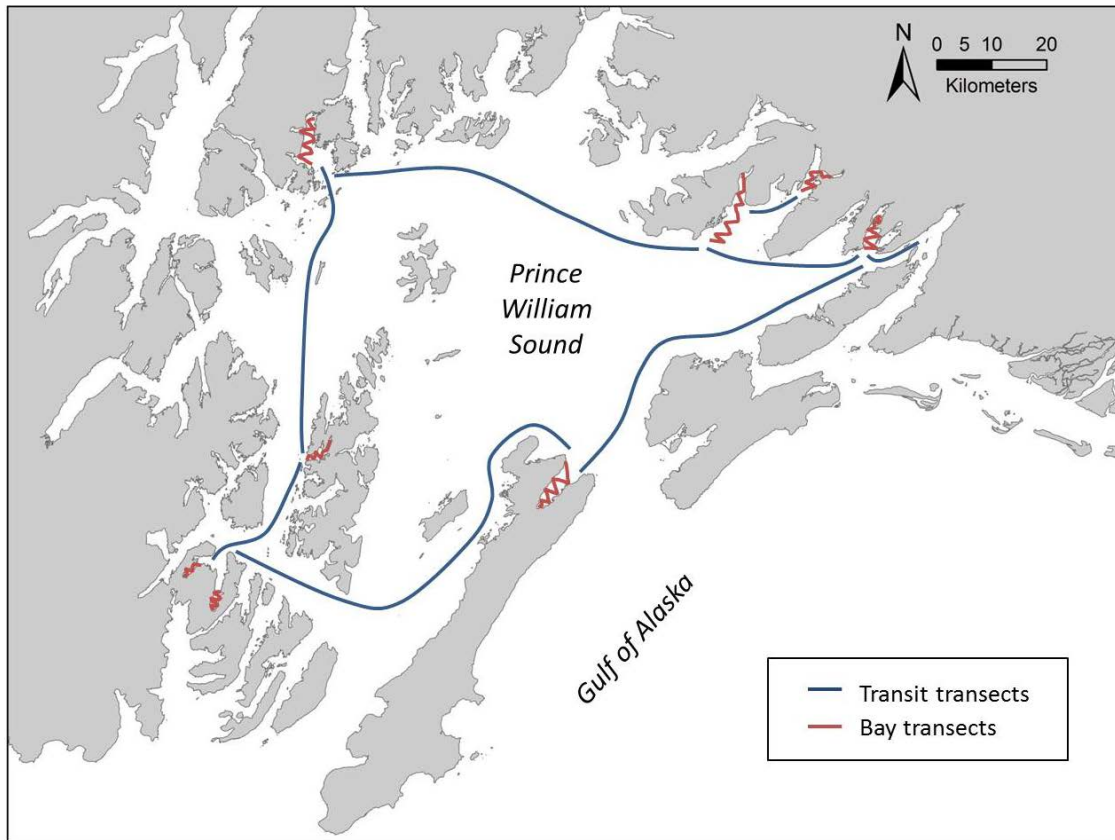 N
0 5 10 20
Kilometers
Prince
William
Sound
Gulf of Alaska
Transit transects
Bay transects